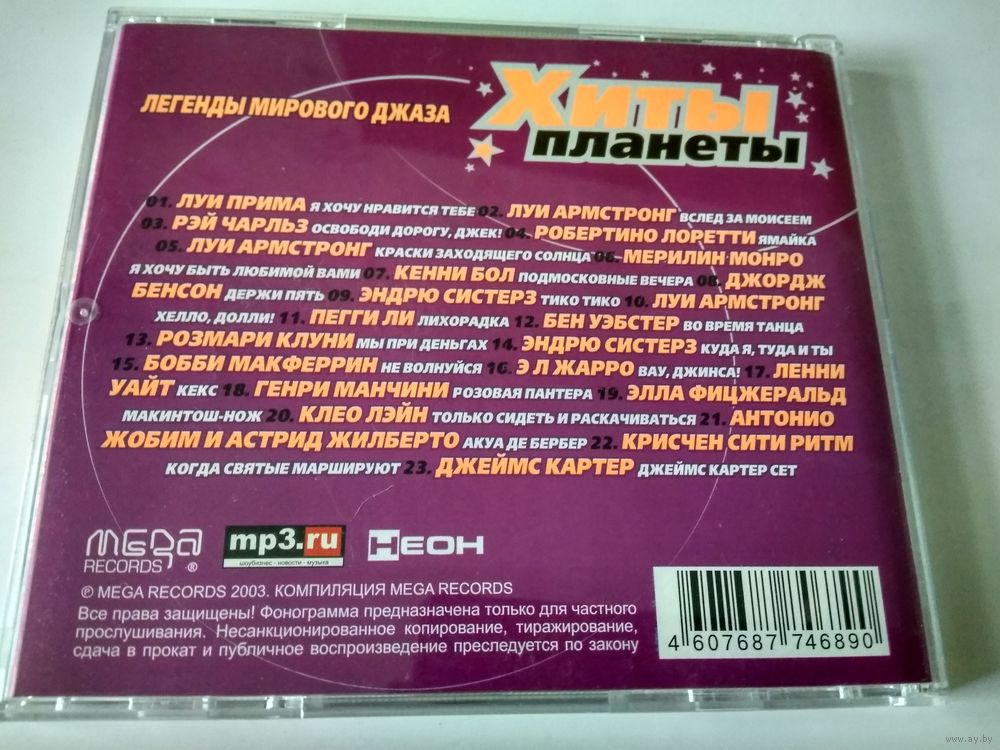 ЛЕГЕНДЫ МИРОВОГО ДЖАЗА
Хиты
планеты
01. ЛУИ ПРИМА Я ХОЧУ НРАВИТСЯ ТЕБЕ 02. ЛУИ АРМСТРОНГ ВСЛЕД ЗА МОИСЕЕМ
03. РЭЙ ЧАРЛЬЗ ОСВОБОДИ ДОРОГУ, ДЖЕК! 04. РОБЕРТИНО ЛОРЕТТИ ЯМАЙКА
05. ЛУИ АРМСТРОНГ КРАСКИ ЗАХОДЯЩЕГО СОЛНЦА 06. МЕРИЛИН МОНРО
Я ХОЧУ БЫТЬ ЛЮБИМОЙ ВАМИ 07. КЕННИ БОЛ ПОДМОСКОВНЫЕ ВЕЧЕРА 08. ДЖОРДЖ
БЕНСОН ДЕРЖИ ПЯТЬ 09. ЭНДРЮ СИСТЕРЗ ТИКО ТИКО 10. ЛУИ АРМСТРОНГ
ХЕЛЛО, ДОЛЛИ! 11. ПЕГГИ ЛИ ЛИХОРАДКА 12. БЕН УЭБСТЕР ВО ВРЕМЯ ТАНЦА
13. РОЗМАРИ КЛУНИ МЫ ПРИ ДЕНЬГАХ 14. ЭНДРЮ СИСТЕРЗ КУДА Я, ТУДА И ТЫ
15. БОББИ МАКФЕРРИН НЕ ВОЛНУЙСЯ 16. Э Л ЖАРРО ВАУ, ДЖИНСА! 17. ЛЕННИ
УАЙТ КЕКС 18. ГЕНРИ МАНЧИНИ РОЗОВАЯ ПАНТЕРА 19. ЭЛЛА ФИЦЖЕРАЛЬД
МАКИНТОШ-НОЖ 20. КЛЕО ЛЭЙН ТОЛЬКО СИДЕТЬ И РАСКАЧИВАТЬСЯ 21. АНТОНИО
ЖОБИМ И АСТРИД ЖИЛБЕРТО АКУА ДЕ БЕРБЕР 22. КРИСЧЕН СИТИ РИТМ
КОГДА СВЯТЫЕ МАРШИРУЮТ 23. ДЖЕЙМС КАРТЕР ДЖЕЙМС КАРТЕР СЕТ
MEGA
RECORDS ®
mp3.ru
шоубизнес - новости - музыка
НЕОН
© MEGA RECORDS 2003. КОМПИЛЯЦИЯ MEGA RECORDS
Все права защищены! Фонограмма предназначена только для частного
прослушивания. Несанкционированное копирование, тиражирование,
сдача в прокат и публичное воспроизведение преследуется по закону
4 607687 746890
www.ay.by